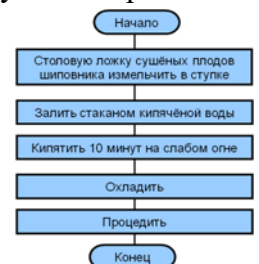 Начало
Столовую ложку сушёных плодов
шиповника измельчить в ступке
Залить стаканом кипячёной воды
Кипятить 10 минут на слабом огне
Охладить
Процедить
Конец